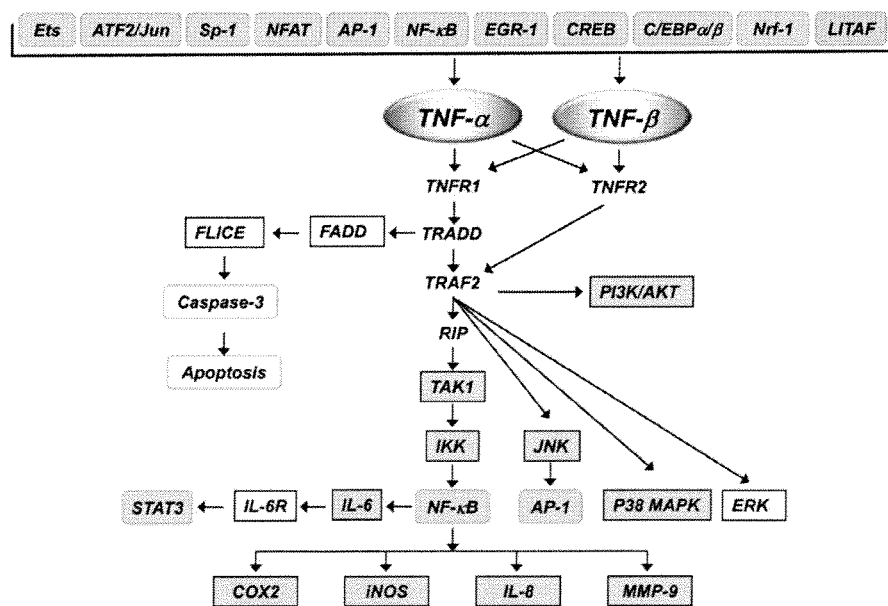 Ets ATF2/Jun Sp-1 NFAT AP-1 NF-κB EGR-1 CREB C/EBPα/β Nrf-1 LITAF
TNF-α TNF-β
TNFR1 TNFR2
FLICE FADD TRADD
TRAF2
Caspase-3 PI3K/AKT
RIP
Apoptosis
TAK1
IKK JNK
STAT3 IL-6R IL-6 NF-κB AP-1 P38 MAPK ERK
COX2 iNOS IL-8 MMP-9